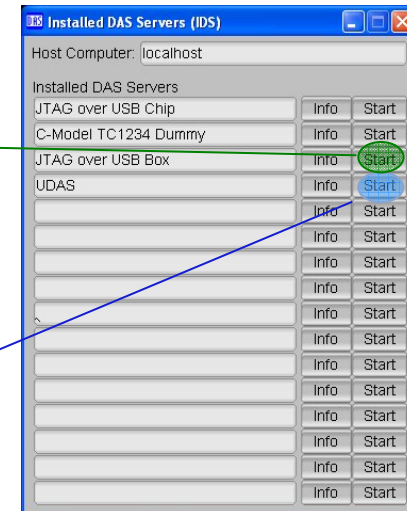 DAS Installed DAS Servers (IDS)
Host Computer: localhost
Installed DAS Servers
JTAG over USB Chip Info Start
C-Model TC1234 Dummy Info Start
JTAG over USB Box Info Start
UDAS Info Start
Info Start
Info Start
Info Start
Info Start
Info Start
Info Start
Info Start
Info Start
Info Start
Info Start
Info Start
Info Start